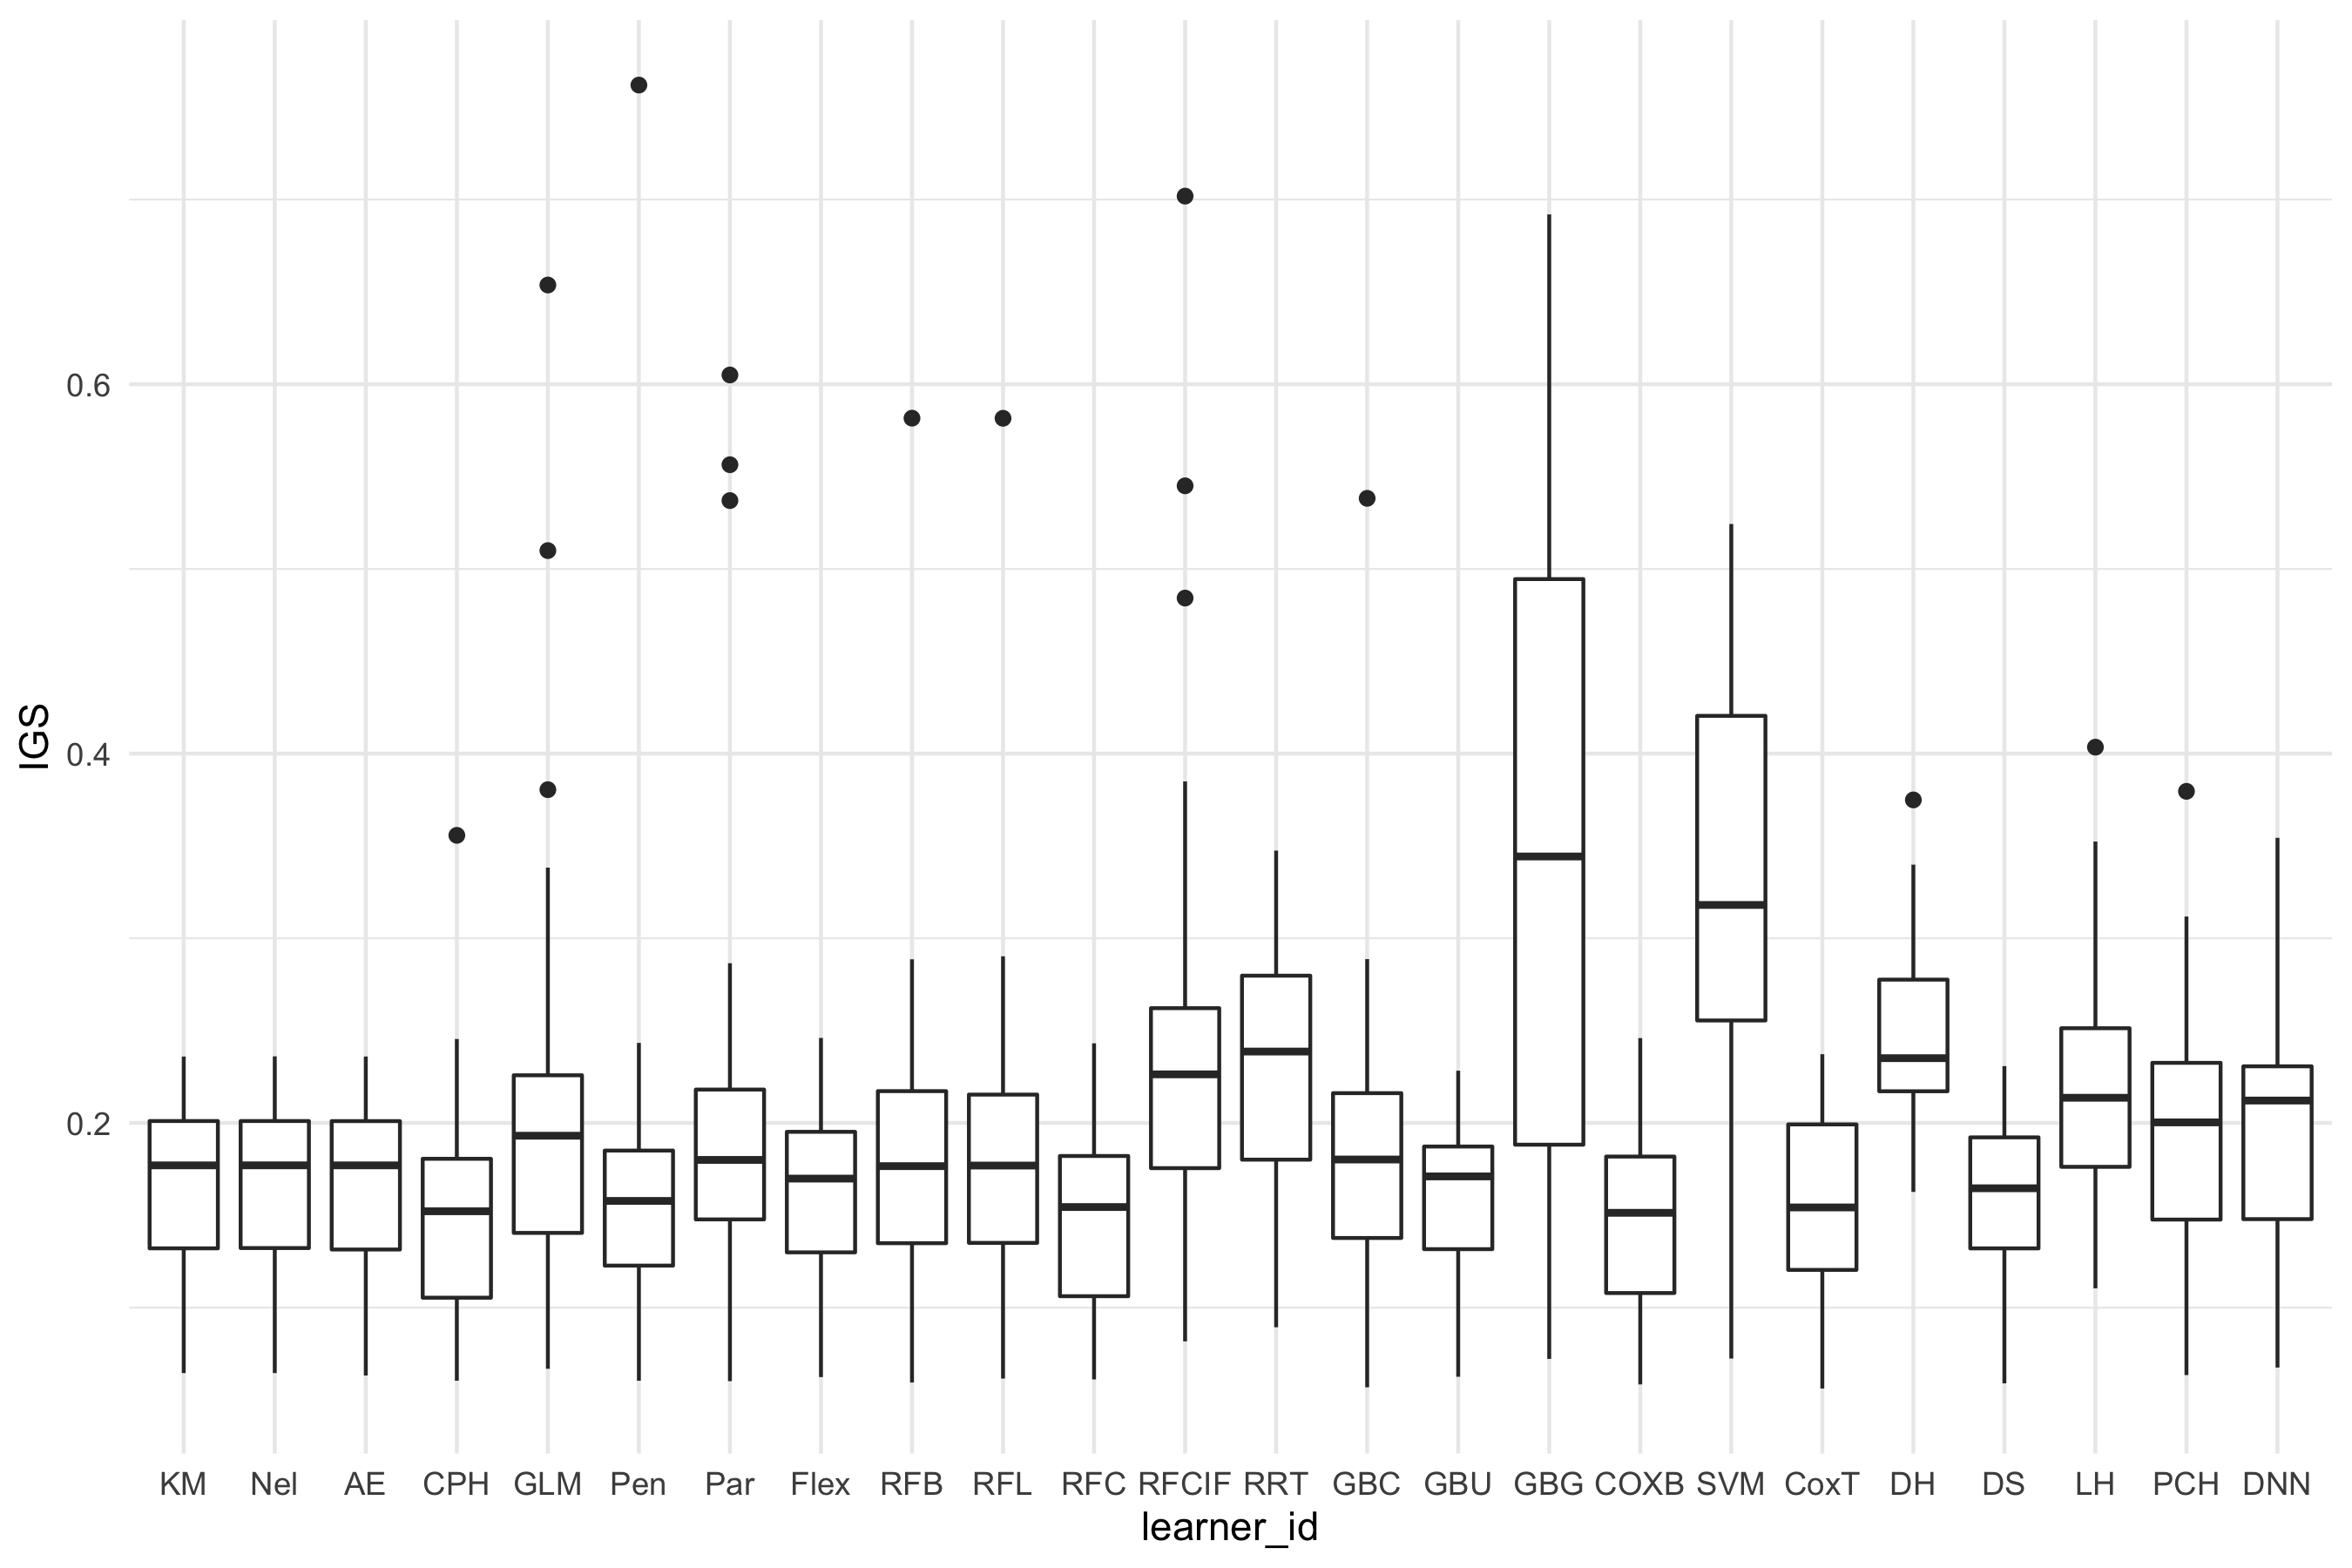 IGS
0.6
0.4
0.2
KM Nel AE CPH GLM Pen Par Flex RFB RFL RFC RFCIF RRT GBC GBU GBG COXB SVM CoxT DH DS LH PCH DNN
learner_id